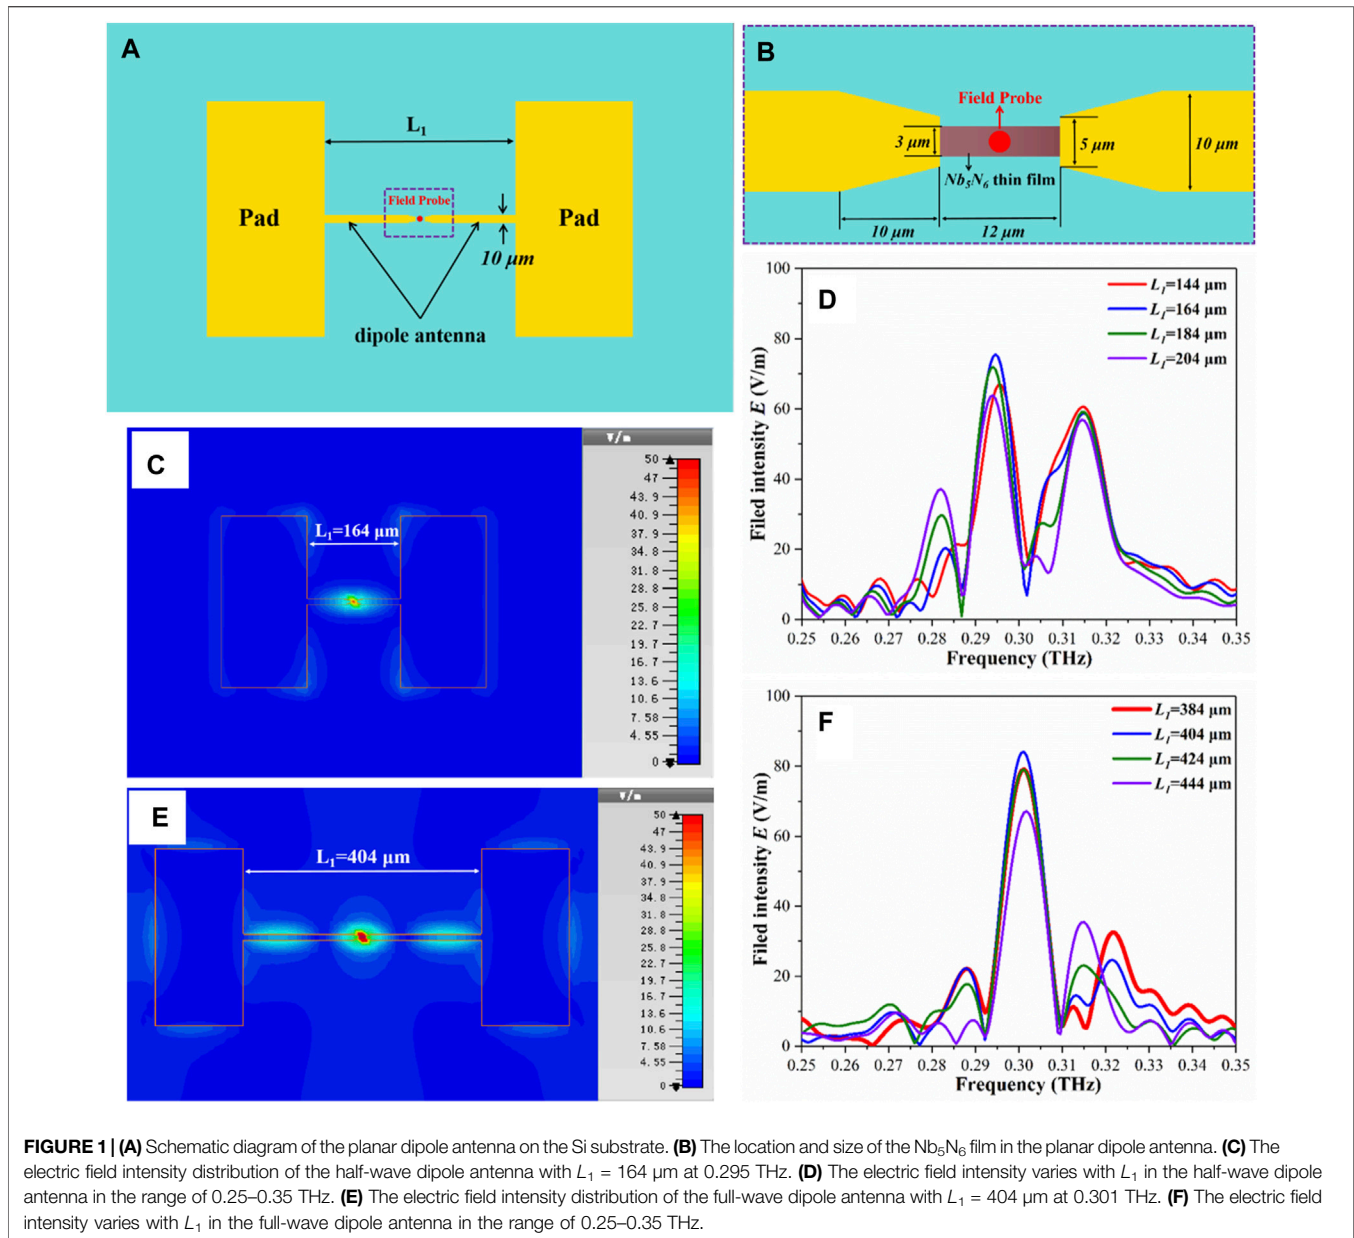 A
L1
Pad
Field Probe
Pad
10 μm
dipole antenna
B
Field Probe
3 μm
5 μm
10 μm
Nb5N6 thin film
10 μm
12 μm
C
L1=164 μm
V/m
50
47
43.9
40.9
37.9
34.8
31.8
28.8
25.8
22.7
19.7
16.7
13.6
10.6
7.58
4.55
0
D
L1=144 μm
L1=164 μm
L1=184 μm
L1=204 μm
Filed intensity E (V/m)
100
80
60
40
20
0
0.25 0.26 0.27 0.28 0.29 0.30 0.31 0.32 0.33 0.34 0.35
Frequency (THz)
E
L1=404 μm
V/m
50
47
43.9
40.9
37.9
34.8
31.8
28.8
25.8
22.7
19.7
16.7
13.6
10.6
7.58
4.55
0
F
L1=384 μm
L1=404 μm
L1=424 μm
L1=444 μm
Filed intensity E (V/m)
100
80
60
40
20
0
0.25 0.26 0.27 0.28 0.29 0.30 0.31 0.32 0.33 0.34 0.35
Frequency (THz)
FIGURE 1 | (A) Schematic diagram of the planar dipole antenna on the Si substrate. (B) The location and size of the Nb5N6 film in the planar dipole antenna. (C) The
electric field intensity distribution of the half-wave dipole antenna with L1 = 164 μm at 0.295 THz. (D) The electric field intensity varies with L1 in the half-wave dipole
antenna in the range of 0.25–0.35 THz. (E) The electric field intensity distribution of the full-wave dipole antenna with L1 = 404 μm at 0.301 THz. (F) The electric field
intensity varies with L1 in the full-wave dipole antenna in the range of 0.25–0.35 THz.